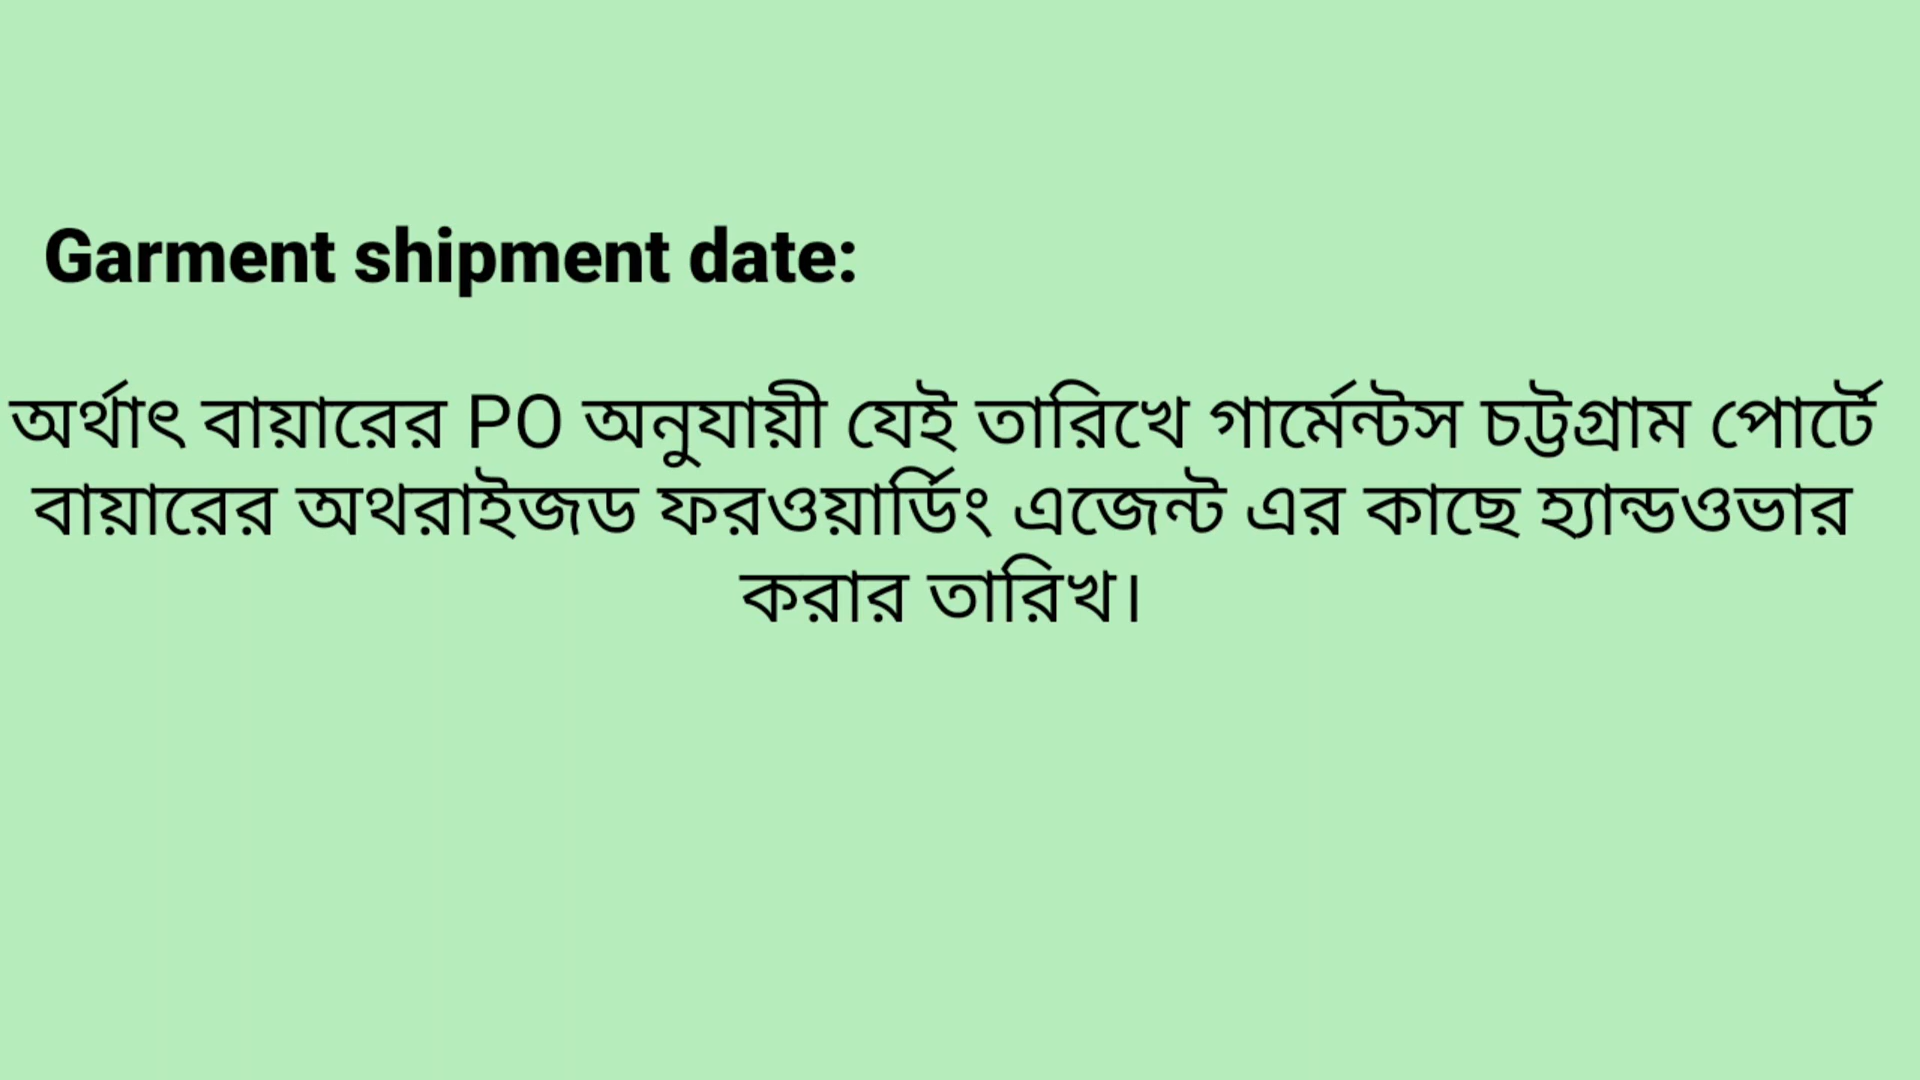 Garment shipment date:
অর্থাৎ বায়ারের PO অনুযায়ী যেই তারিখে গার্মেন্টস চট্টগ্রাম পোর্টে
বায়ারের অথরাইজড ফরওয়ার্ডিং এজেন্ট এর কাছে হ্যান্ডওভার
করার তারিখ।